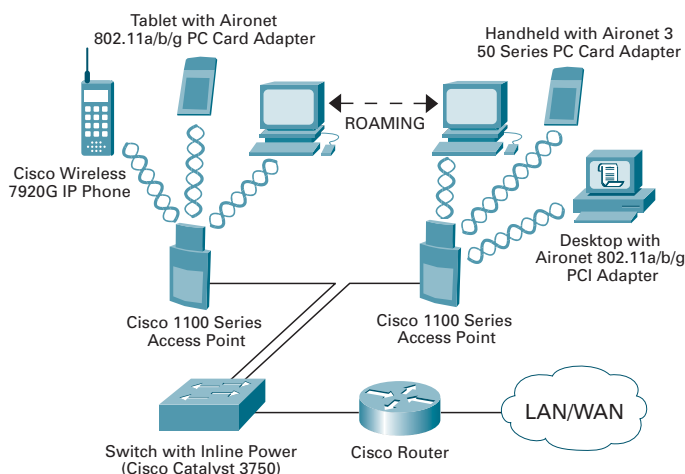 Tablet with Aironet
802.11a/b/g PC Card Adapter
Handheld with Aironet 3
50 Series PC Card Adapter
ROAMING
Cisco Wireless
7920G IP Phone
Desktop with
Aironet 802.11a/b/g
PCI Adapter
Cisco 1100 Series
Access Point
Cisco 1100 Series
Access Point
LAN/WAN
Switch with Inline Power
(Cisco Catalyst 3750)
Cisco Router